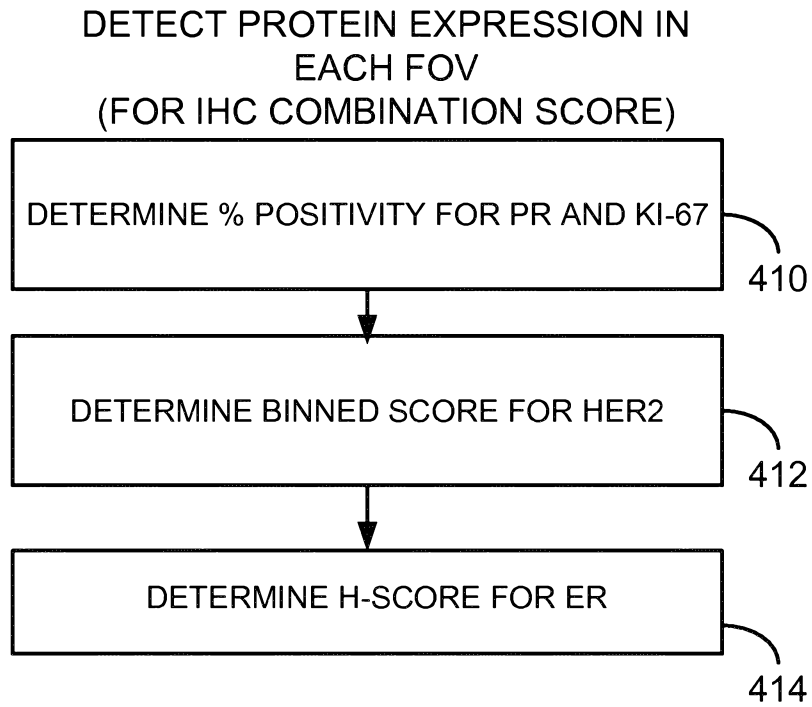 DETECT PROTEIN EXPRESSION IN
EACH FOV
(FOR IHC COMBINATION SCORE)
DETERMINE % POSITIVITY FOR PR AND KI-67
410
DETERMINE BINNED SCORE FOR HER2
412
DETERMINE H-SCORE FOR ER
414